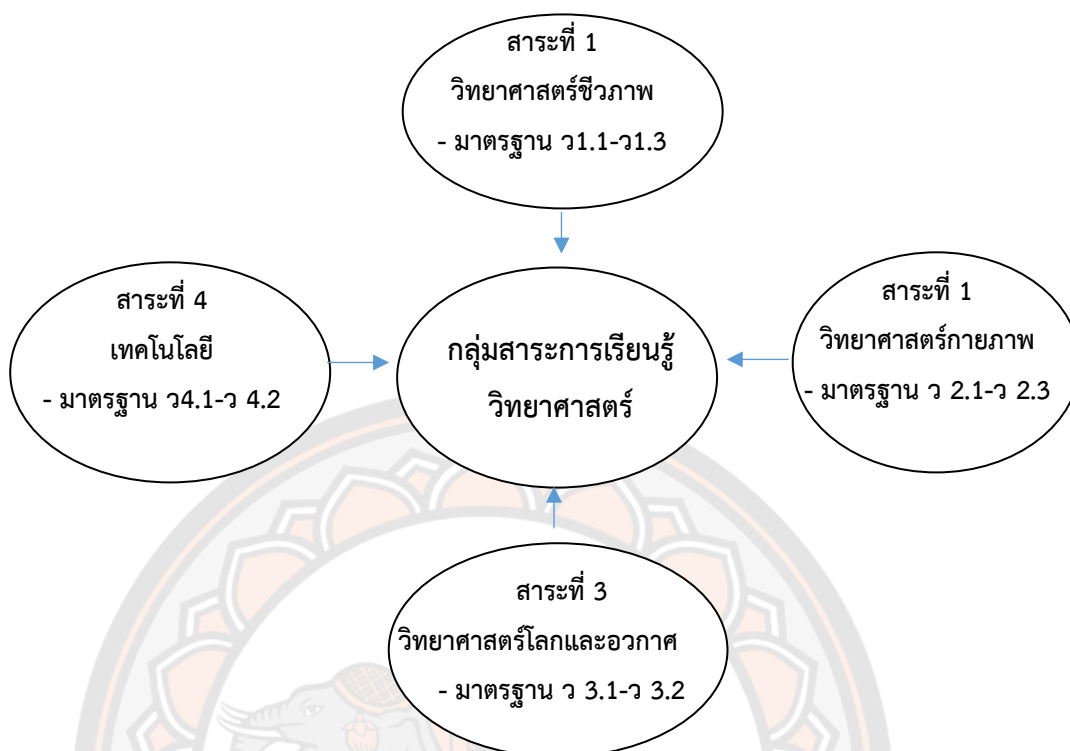 สาระที่ 1
วิทยาศาสตร์ชีวภาพ
- มาตรฐาน ว1.1-ว1.3
สาระที่ 4
เทคโนโลยี
- มาตรฐาน ว4.1-ว 4.2
กลุ่มสาระการเรียนรู้
วิทยาศาสตร์
สาระที่ 1
วิทยาศาสตร์กายภาพ
- มาตรฐาน ว 2.1-ว 2.3
สาระที่ 3
วิทยาศาสตร์โลกและอวกาศ
- มาตรฐาน ว 3.1-ว 3.2